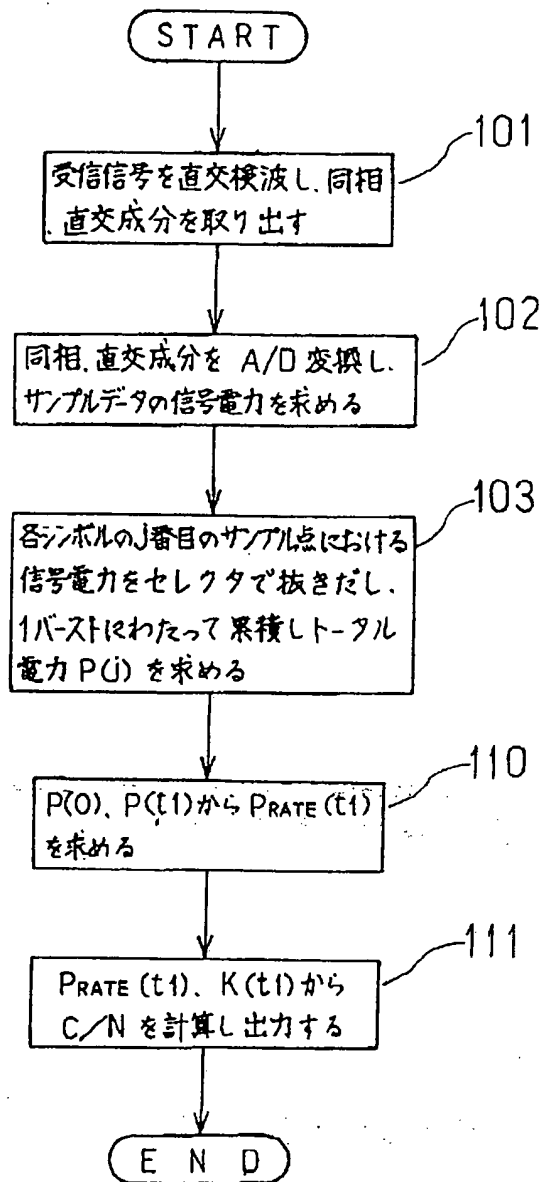 START
101
受信信号を直交検波し、同相
、直交成分を取り出す
102
同相、直交成分を A/D 変換し、
サンプルデータの信号電力を求める
103
各シンボルのj番目のサンプル点における
信号電力をセレクタで抜きだし、
1バーストにわたって累積しトータル
電力 P(j) を求める
110
P(0)、P(t1)から PRATE(t1)
を求める
111
PRATE(t1)、K(t1)から
C/N を計算し出力する
END